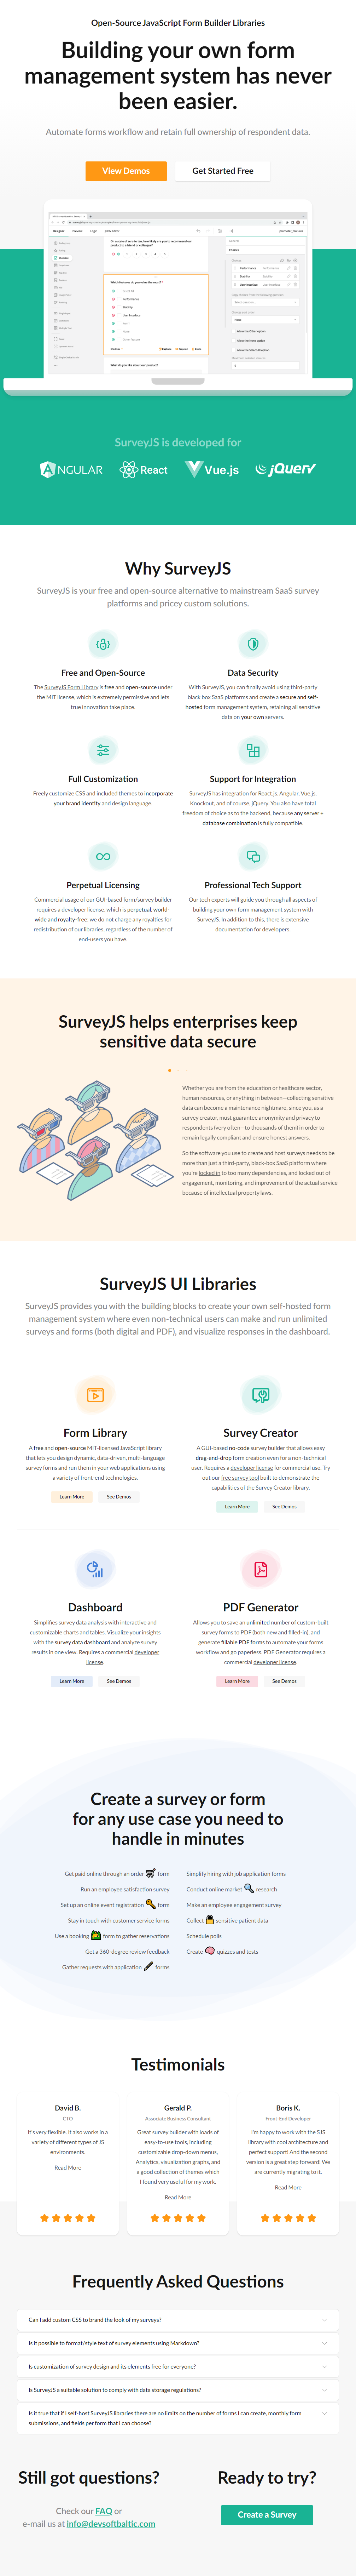 Open-Source JavaScript Form Builder Libraries
Building your own form
management system has never
been easier.
Automate forms workflow and retain full ownership of respondent data.
View Demos
Get Started Free
SurveyJS is developed for
NGULAR
React
Vue.js
jQuery
Why SurveyJS
SurveyJS is your free and open-source alternative to mainstream SaaS survey
platforms and pricey custom solutions.
Free and Open-Source
The SurveyJS Form Library is free and open-source under
the MIT license, which is extremely permissive and lets
true innovation take place.
Data Security
With SurveyJS, you can finally avoid using third-party
black box SaaS platforms and create a secure and self-
hosted form management system, retaining all sensitive
data on your own servers.
Full Customization
Freely customize CSS and included themes to incorporate
your brand identity and design language.
Support for Integration
SurveyJS has integration for React.js, Angular, Vue.js,
Knockout, and of course, jQuery. You also have total
freedom of choice as to the backend, because any server +
database combination is fully compatible.
Perpetual Licensing
Commercial usage of our GUI-based form/survey builder
requires a developer license, which is perpetual, world-
wide and royalty-free: we do not charge any royalties for
redistribution of our libraries, regardless of the number of
end-users you have.
Professional Tech Support
Our tech experts will guide you through all aspects of
building your own form management system with
SurveyJS. In addition to this, there is extensive
documentation for developers.
SurveyJS helps enterprises keep
sensitive data secure
Whether you are from the education or healthcare sector,
human resources, or anything in between—collecting sensitive
data can become a maintenance nightmare, since you, as a
survey creator, must guarantee anonymity and privacy to
respondents (very often—to thousands of them) in order to
remain legally compliant and ensure honest answers.
So the software you use to create and host surveys needs to be
more than just a third-party, black-box SaaS platform where
you're locked in to too many dependencies, and locked out of
engagement, monitoring, and improvement of the actual service
because of intellectual property laws.
SurveyJS UI Libraries
SurveyJS provides you with the building blocks to create your own self-hosted form
management system where even non-technical users can make and run unlimited
surveys and forms (both digital and PDF), and visualize responses in the dashboard.
Form Library
A free and open-source MIT-licensed JavaScript library
that lets you design dynamic, data-driven, multi-language
survey forms and run them in your web applications using
a variety of front-end technologies.
Learn More
See Demos
Survey Creator
A GUI-based no-code survey builder that allows easy
drag-and-drop form creation even for a non-technical
user. Requires a developer license for commercial use. Try
out our free survey tool built to demonstrate the
capabilities of the Survey Creator library.
Learn More
See Demos
Dashboard
Simplifies survey data analysis with interactive and
customizable charts and tables. Visualize your insights
with the survey data dashboard and analyze survey
results in one view. Requires a commercial developer
license.
Learn More
See Demos
PDF Generator
Allows you to save an unlimited number of custom-built
survey forms to PDF (both new and filled-in), and
generate fillable PDF forms to automate your forms
workflow and go paperless. PDF Generator requires a
commercial developer license.
Learn More
See Demos
Create a survey or form
for any use case you need to
handle in minutes
Get paid online through an order form
Run an employee satisfaction survey
Set up an online event registration form
Stay in touch with customer service forms
Use a booking form to gather reservations
Get a 360-degree review feedback
Gather requests with application forms
Simplify hiring with job application forms
Conduct online market research
Make an employee engagement survey
Collect sensitive patient data
Schedule polls
Create quizzes and tests
Testimonials
David B.
CTO
It's very flexible. It also works in a
variety of different types of JS
environments.
Read More
Gerald P.
Associate Business Consultant
Great survey builder with loads of
easy-to-use tools, including
customizable drop-down menus,
Analytics, visualization graphs, and
a good collection of themes which
I found very useful for my work.
Read More
Boris K.
Front-End Developer
I'm happy to work with the SJS
library with cool architecture and
perfect support! And the second
version is a great step forward! We
are currently migrating to it.
Read More
Frequently Asked Questions
Can I add custom CSS to brand the look of my surveys?
Is it possible to format/style text of survey elements using Markdown?
Is customization of survey design and its elements free for everyone?
Is SurveyJS a suitable solution to comply with data storage regulations?
Is it true that if I self-host SurveyJS libraries there are no limits on the number of forms I can create, monthly form
submissions, and fields per form that I can choose?
Still got questions?
Check our FAQ or
e-mail us at info@devsoftbaltic.com
Ready to try?
Create a Survey